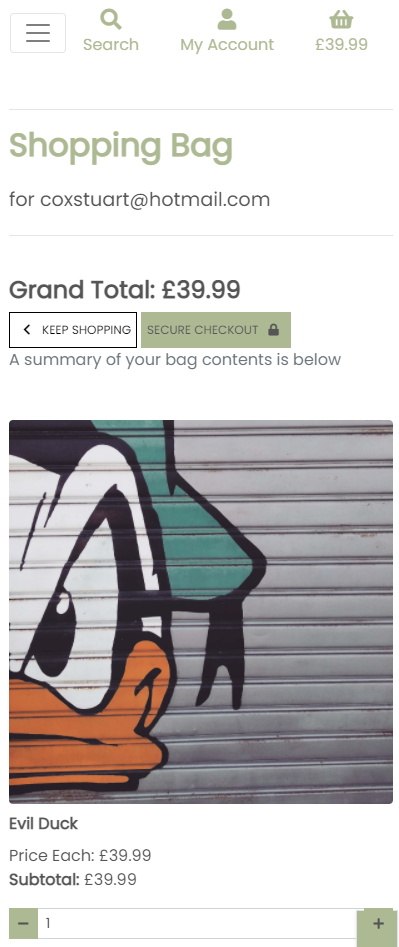 Search My Account £39.99
Shopping Bag
for coxstuart@hotmail.com
Grand Total: £39.99
KEEP SHOPPING SECURE CHECKOUT
A summary of your bag contents is below
Evil Duck
Price Each: £39.99
Subtotal: £39.99
− 1 +